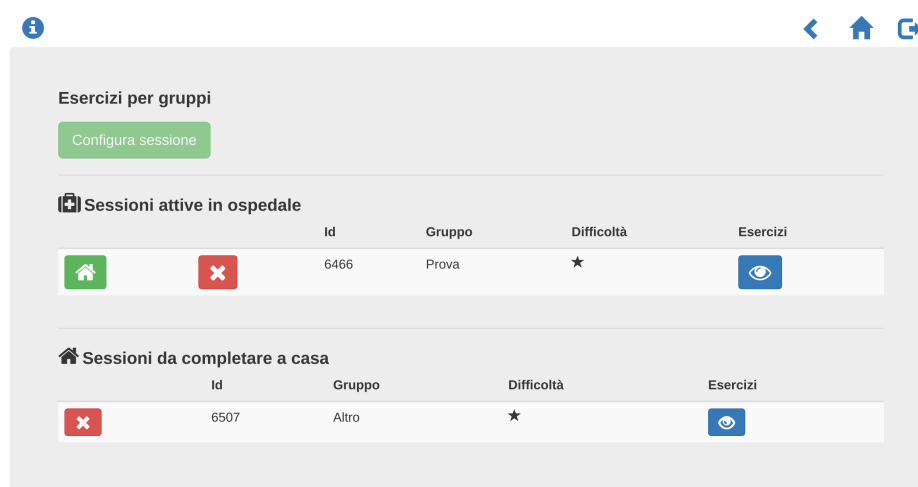 Esercizi per gruppi
Configura sessione
Sessioni attive in ospedale
Id Gruppo Difficoltà Esercizi
6466 Prova
Sessioni da completare a casa
Id Gruppo Difficoltà Esercizi
6507 Altro